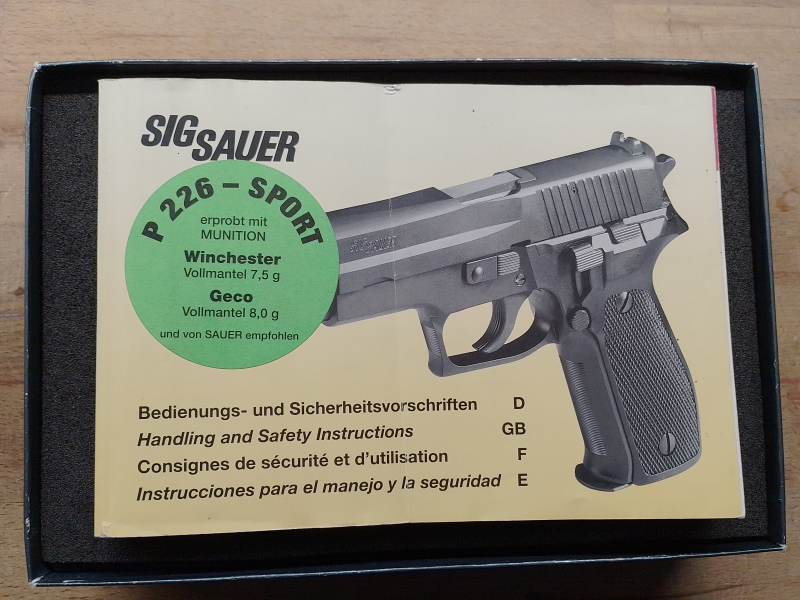 SIG SAUER
P 226 – SPORT
erprobt mit
MUNITION
Winchester
Vollmantel 7,5 g
Geco
Vollmantel 8,0 g
und von SAUER empfohlen
SIG SAUER
Bedienungs- und Sicherheitsvorschriften D
Handling and Safety Instructions GB
Consignes de sécurité et d'utilisation F
Instrucciones para el manejo y la seguridad E